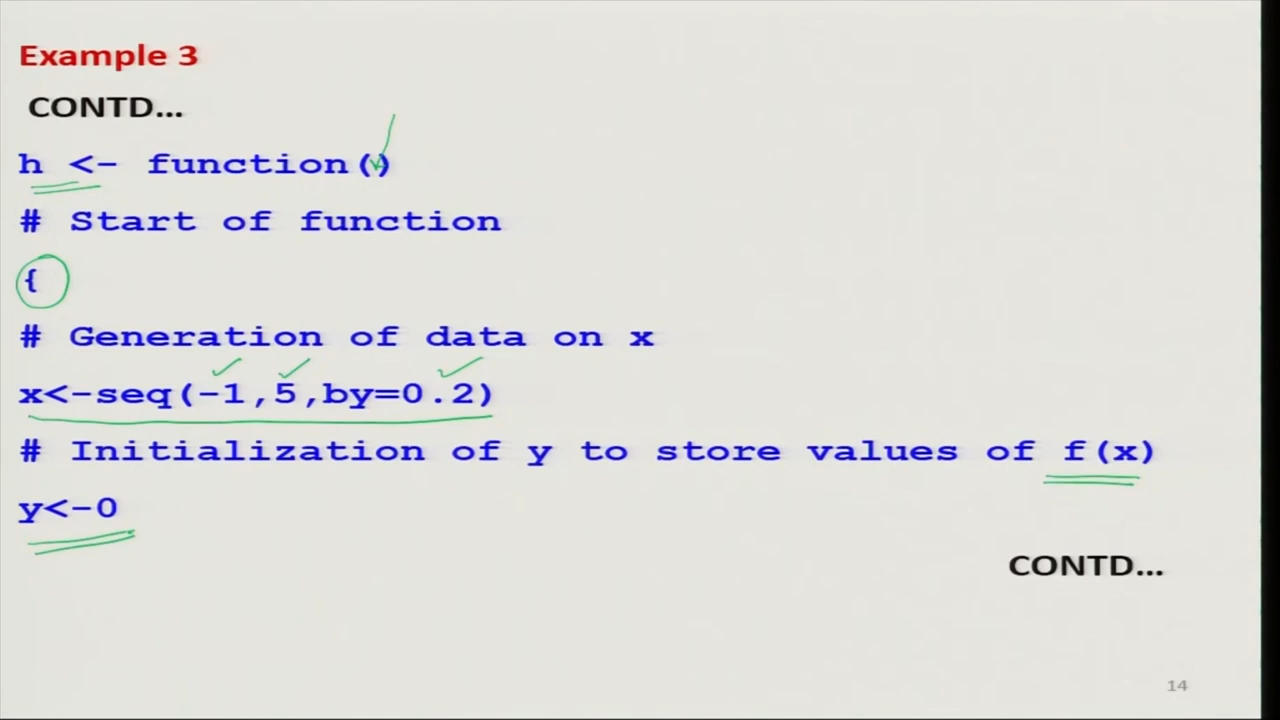 Example 3
CONTD...
h <- function()
# Start of function
{
# Generation of data on x
x<-seq(-1,5,by=0.2)
# Initialization of y to store values of f(x)
y<-0
CONTD...
14